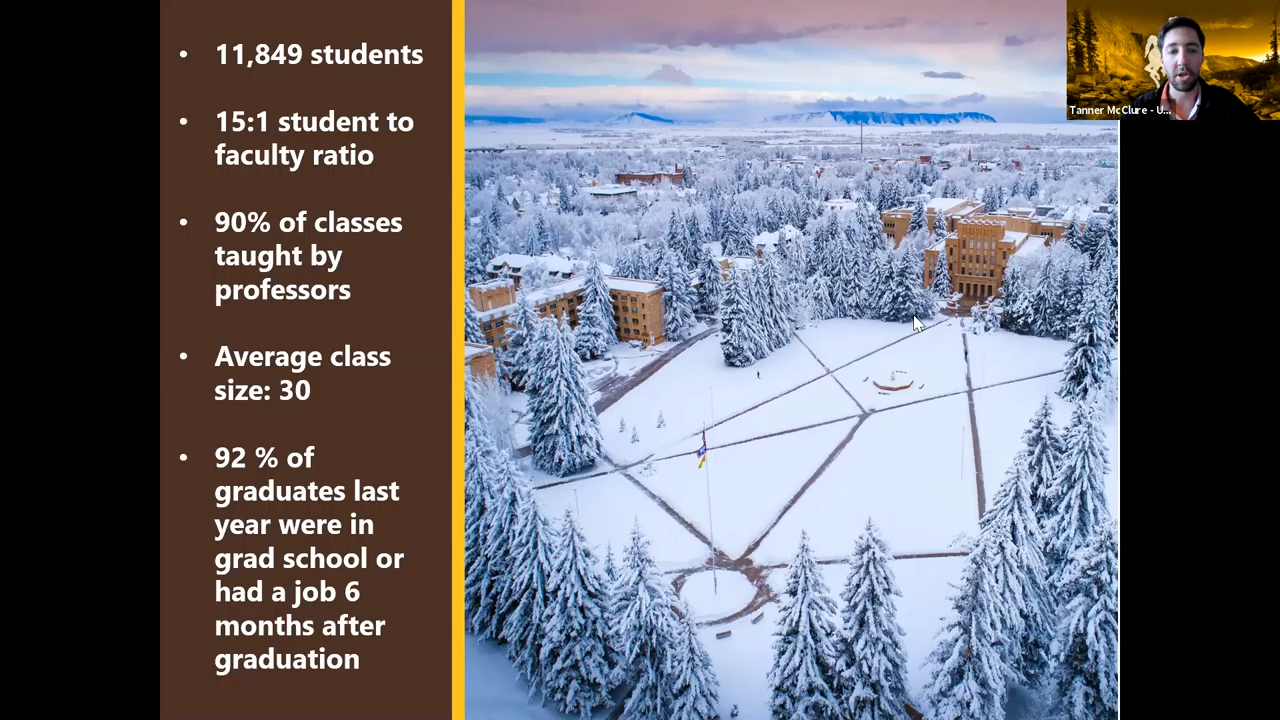 • 11,849 students
• 15:1 student to
faculty ratio
• 90% of classes
taught by
professors
• Average class
size: 30
• 92 % of
graduates last
year were in
grad school or
had a job 6
months after
graduation
Tanner McClure - U...